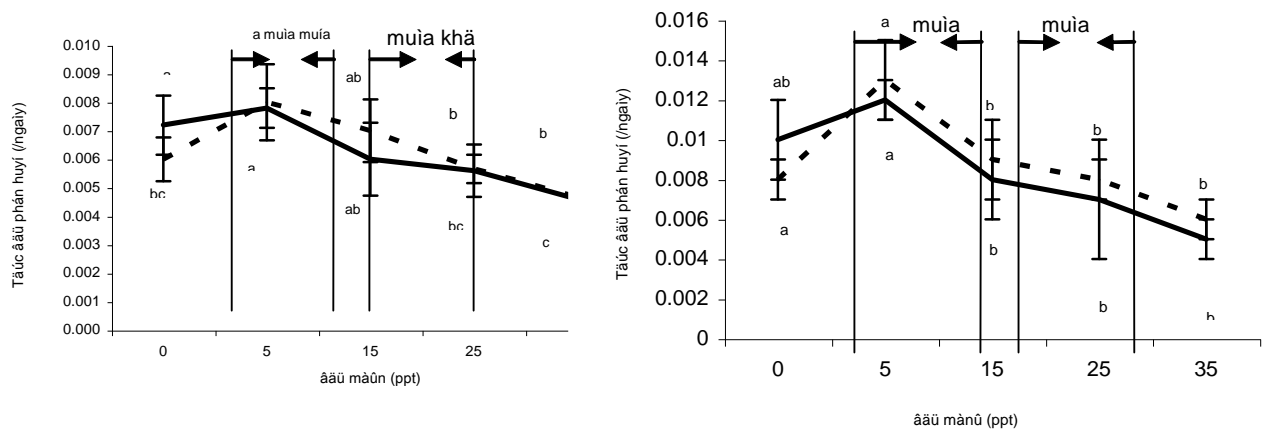 a muìa muía
muìa khä
0.010
0.009
0.008
0.007
0.006
0.005
0.004
0.003
0.002
0.001
0.000
Täúc âäü phán huyí (/ngaìy)
a
ab
b
b
bc
a
ab
bc
c
0 5 15 25
âäü màûn (ppt)
muìa muìa
0.016
0.014
0.012
0.01
0.008
0.006
0.004
0.002
0
Täúc âäü phán huyí (/ngaìy)
a
ab
b
b
b
a
a
b
b
b
0 5 15 25 35
âäü mànû (ppt)